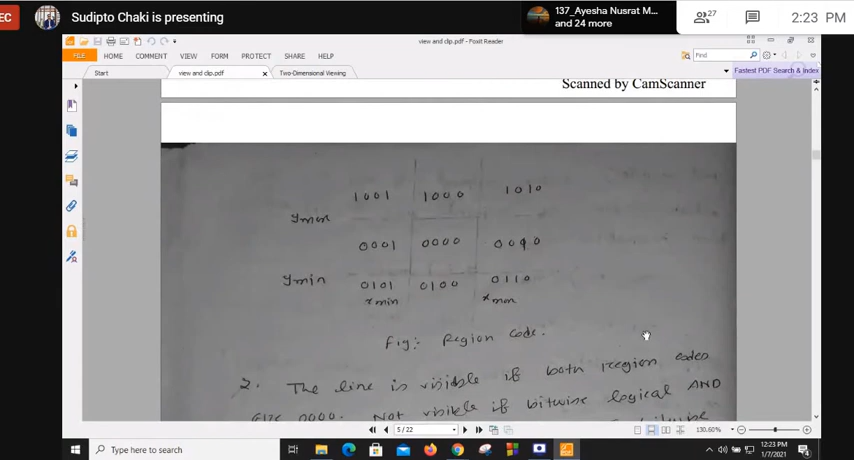 EC
Sudipto Chaki is presenting
137_Ayesha Nusrat M...
and 24 more
27
2:23 PM
view and clip.pdf - Foxit Reader
FILE HOME COMMENT VIEW FORM PROTECT SHARE HELP
Find
Start view and clip.pdf Two-Dimensional Viewing
Fastest PDF Search & Index
Scanned by CamScanner
1001 1000 1010
ymax
0001 0000 0010
ymin 0101 0100 0110
xmin xmax
Fig: Region code.
2. The line is visible if both region codes
are 0000. Not visible if bitwise logical AND
5 / 22
130.60%
Type here to search
12:23 PM
1/7/2021
4